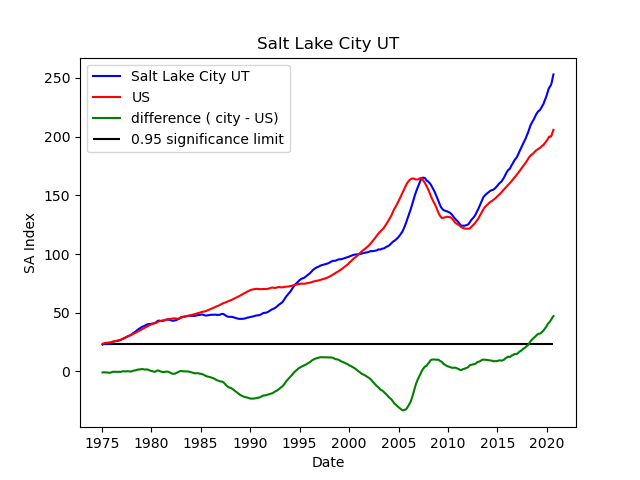 Salt Lake City UT
Salt Lake City UT
US
difference ( city - US)
0.95 significance limit
SA Index
250
200
150
100
50
0
1975 1980 1985 1990 1995 2000 2005 2010 2015 2020
Date